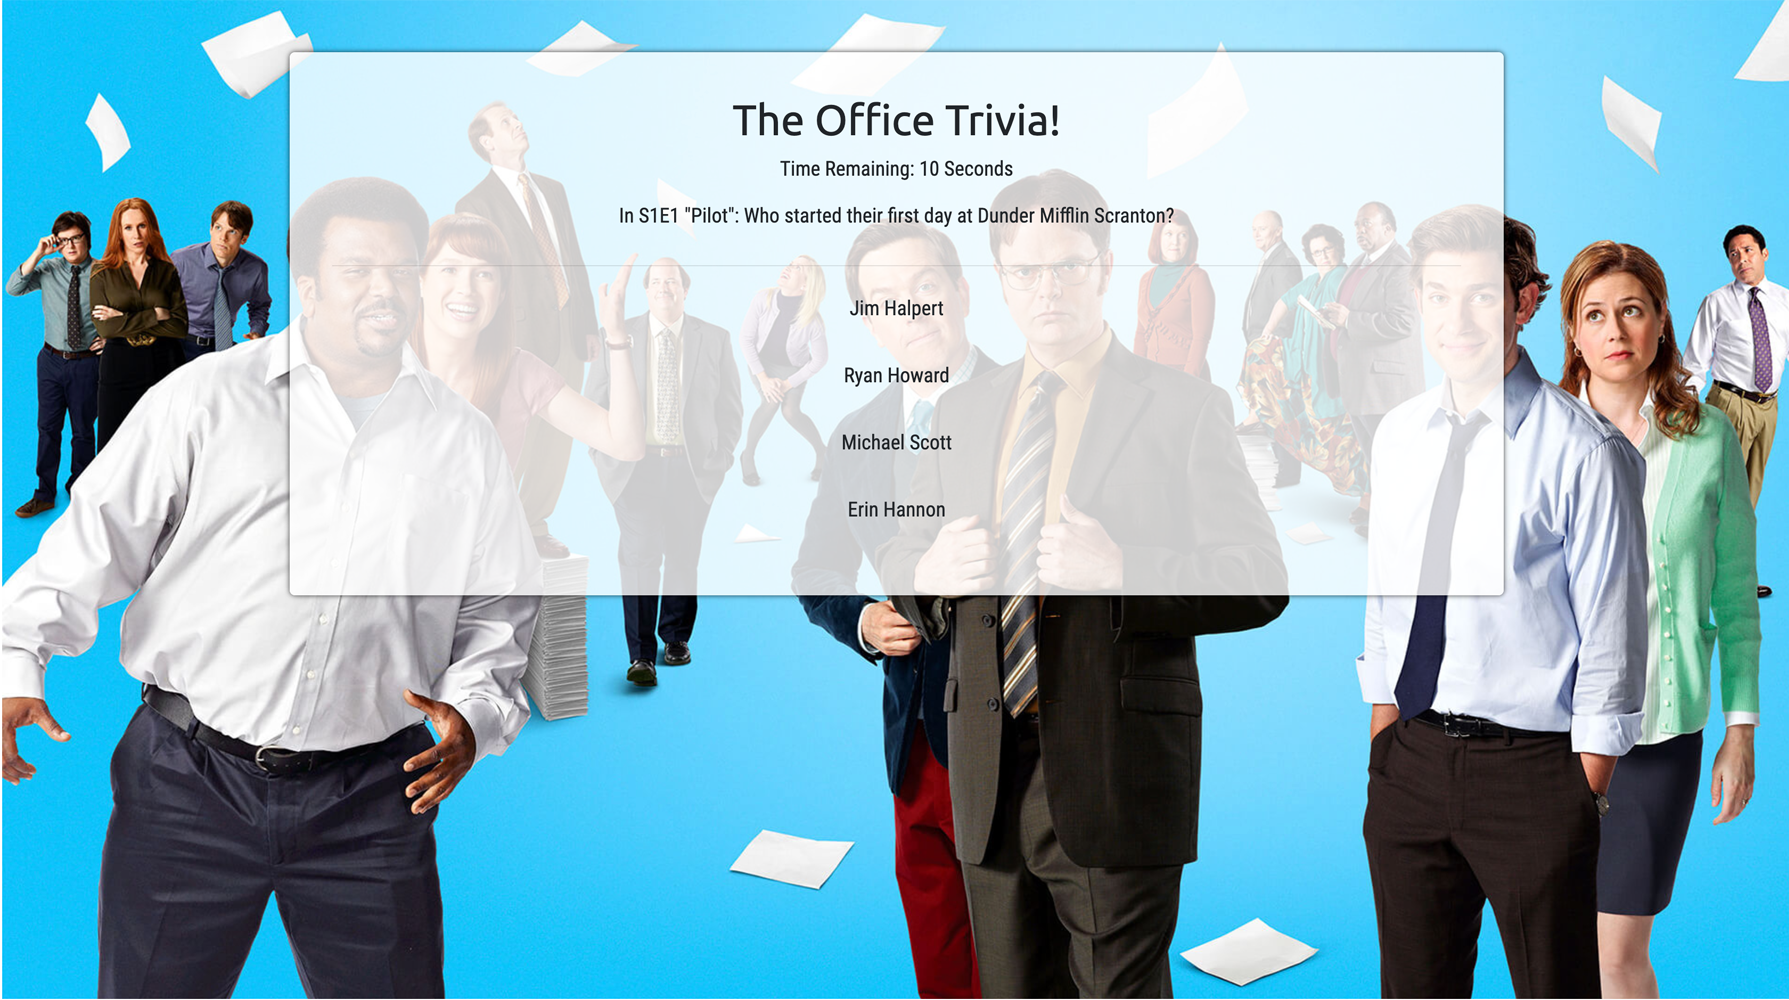 The Office Trivia!
Time Remaining: 10 Seconds
In S1E1 "Pilot": Who started their first day at Dunder Mifflin Scranton?
Jim Halpert
Ryan Howard
Michael Scott
Erin Hannon